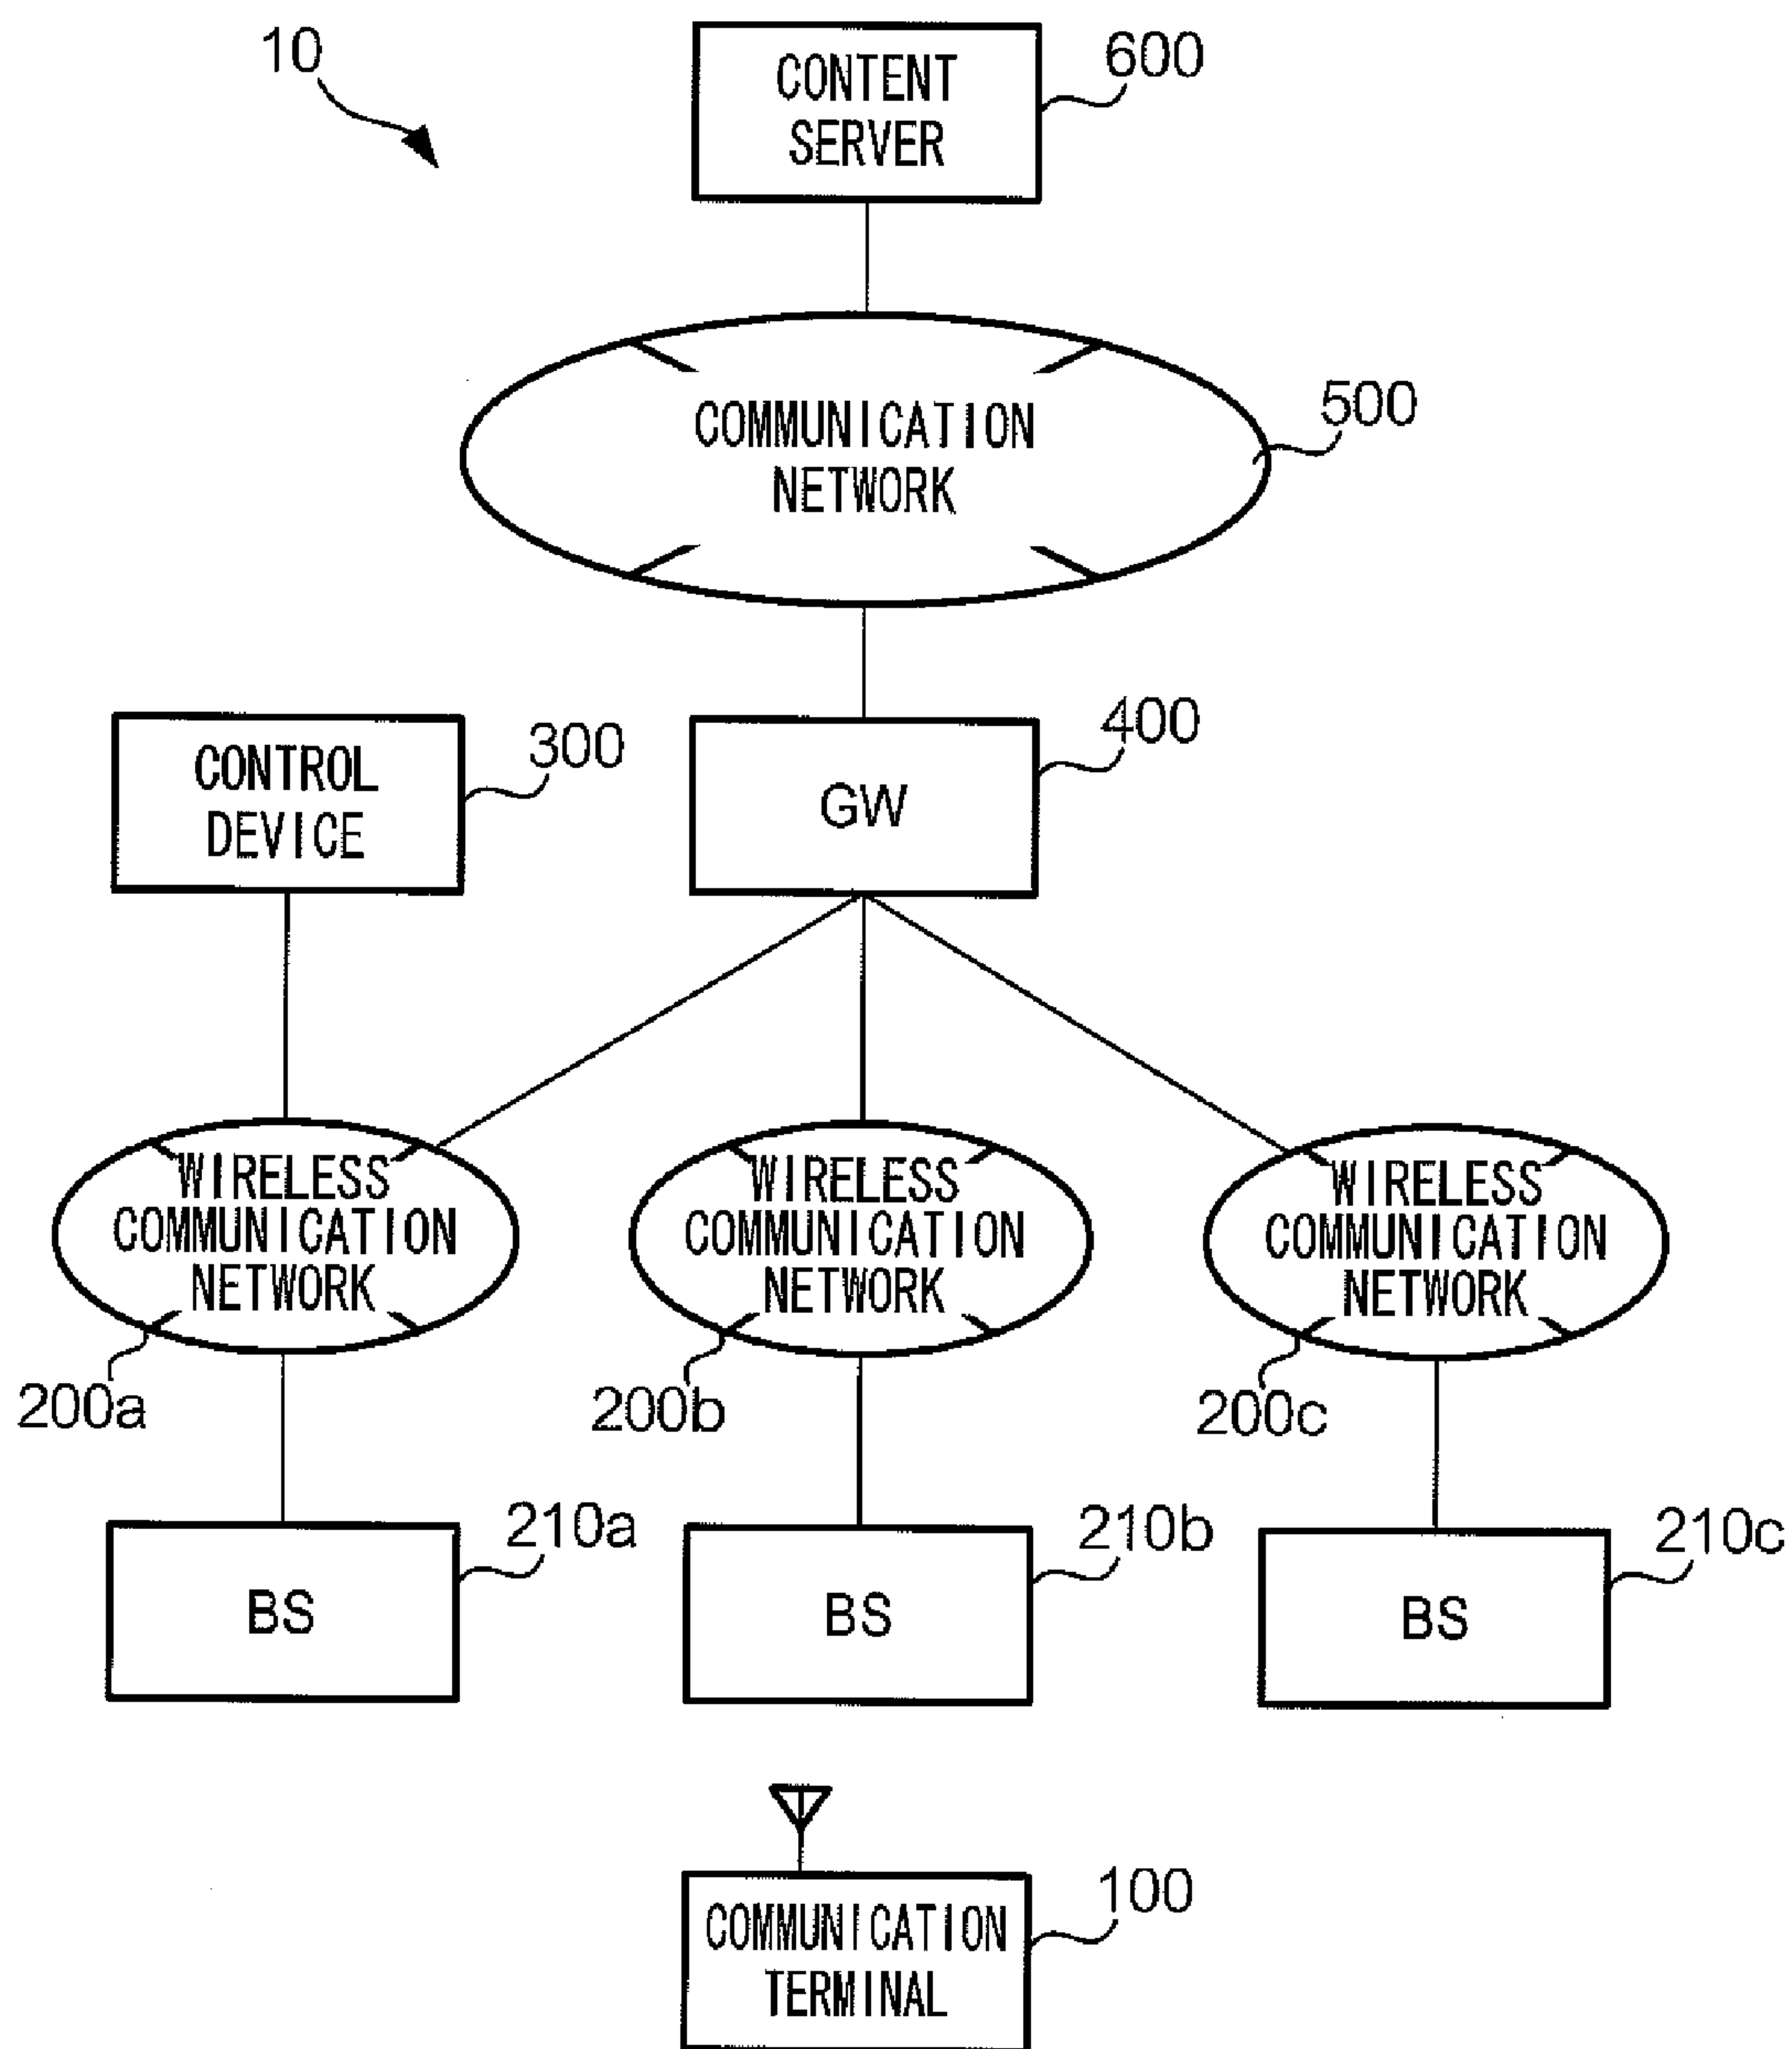 10
CONTENT
SERVER
600
COMMUNICATION
NETWORK
500
CONTROL
DEVICE
300
GW
400
WIRELESS
COMMUNICATION
NETWORK
200a
WIRELESS
COMMUNICATION
NETWORK
200b
WIRELESS
COMMUNICATION
NETWORK
200c
BS
210a
BS
210b
BS
210c
COMMUNICATION
TERMINAL
100